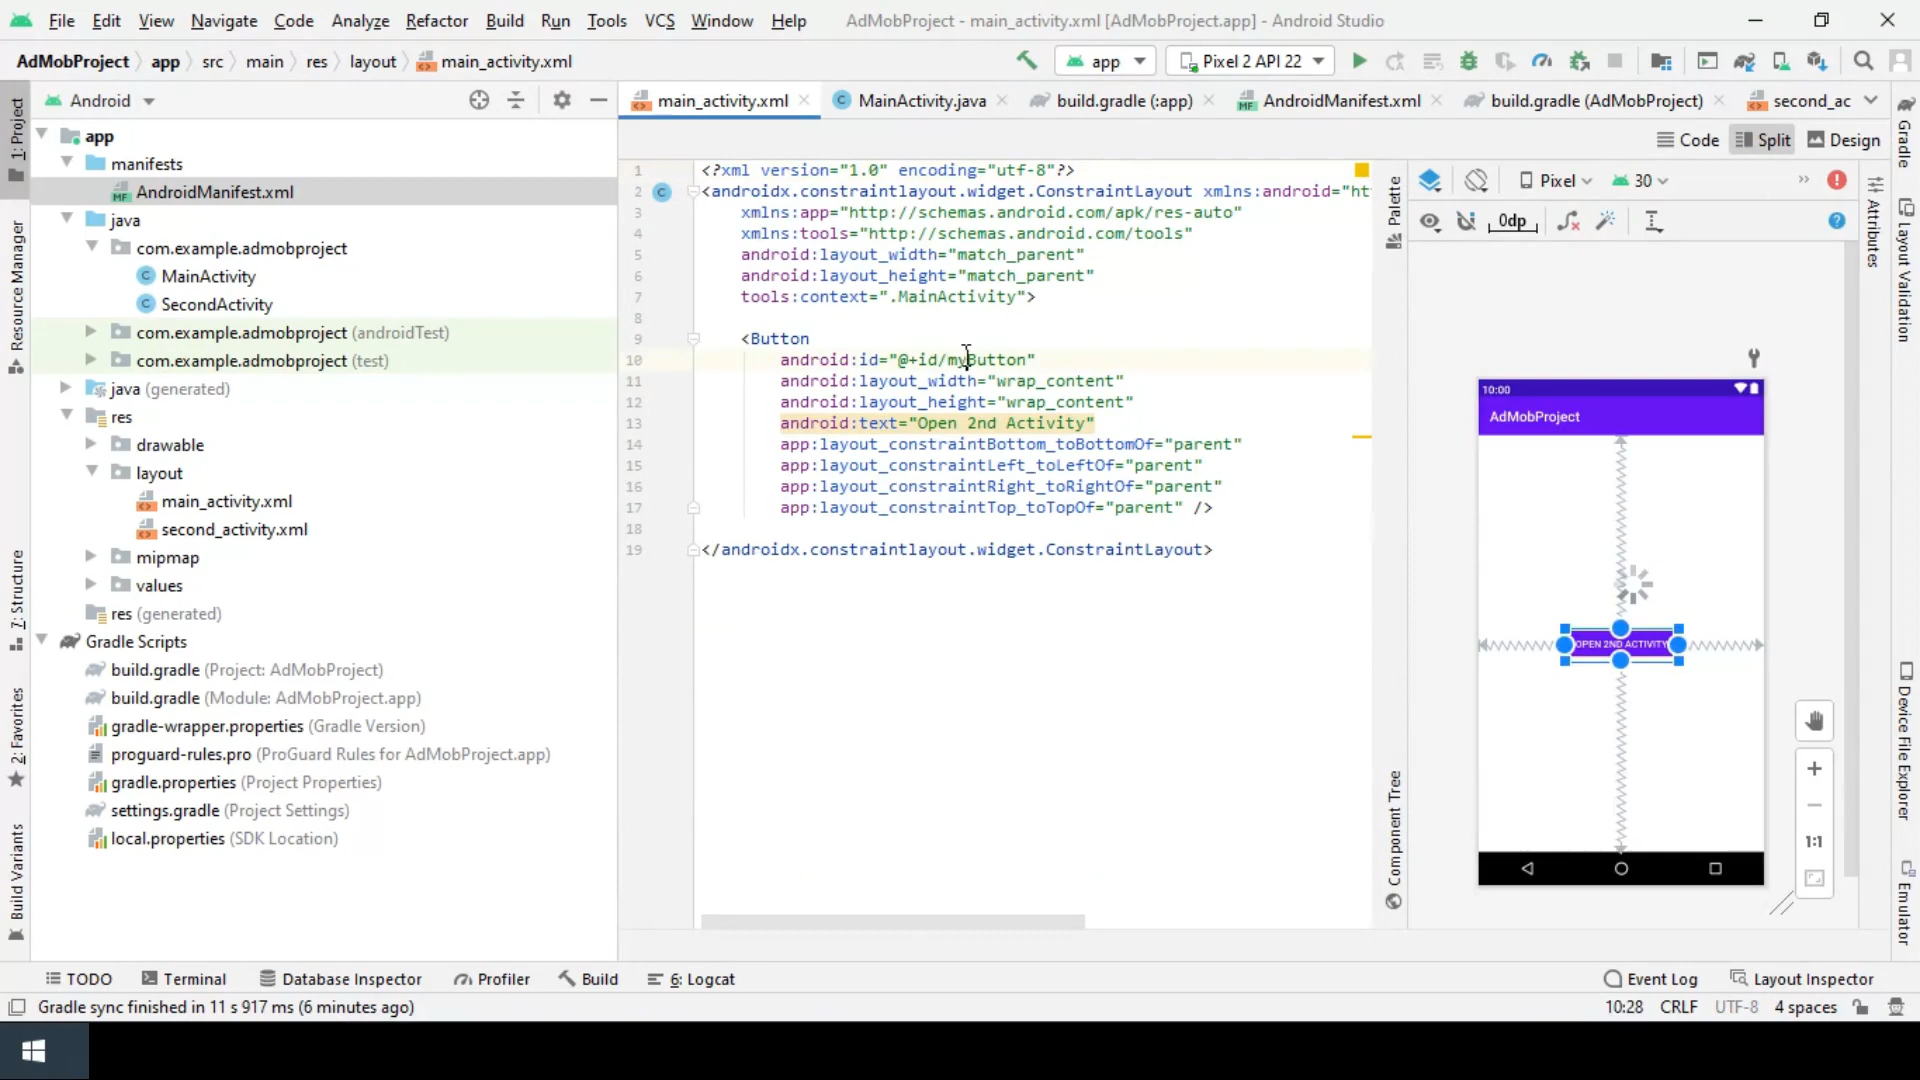 File Edit View Navigate Code Analyze Refactor Build Run Tools VCS Window Help AdMobProject - main_activity.xml [AdMobProject.app] - Android Studio
AdMobProject app src main res layout main_activity.xml app Pixel 2 API 22
Android main_activity.xml MainActivity.java build.gradle (:app) AndroidManifest.xml build.gradle (AdMobProject) second_ac
Code Split Design
1: Project
Resource Manager
7: Structure
2: Favorites
Build Variants
app
manifests
AndroidManifest.xml
java
com.example.admobproject
MainActivity
SecondActivity
com.example.admobproject (androidTest)
com.example.admobproject (test)
java (generated)
res
drawable
layout
main_activity.xml
second_activity.xml
mipmap
values
res (generated)
Gradle Scripts
build.gradle (Project: AdMobProject)
build.gradle (Module: AdMobProject.app)
gradle-wrapper.properties (Gradle Version)
proguard-rules.pro (ProGuard Rules for AdMobProject.app)
gradle.properties (Project Properties)
settings.gradle (Project Settings)
local.properties (SDK Location)
1 <?xml version="1.0" encoding="utf-8"?>
2 <androidx.constraintlayout.widget.ConstraintLayout xmlns:android="ht
3 xmlns:app="http://schemas.android.com/apk/res-auto"
4 xmlns:tools="http://schemas.android.com/tools"
5 android:layout_width="match_parent"
6 android:layout_height="match_parent"
7 tools:context=".MainActivity">
8
9 <Button
10 android:id="@+id/myButton"
11 android:layout_width="wrap_content"
12 android:layout_height="wrap_content"
13 android:text="Open 2nd Activity"
14 app:layout_constraintBottom_toBottomOf="parent"
15 app:layout_constraintLeft_toLeftOf="parent"
16 app:layout_constraintRight_toRightOf="parent"
17 app:layout_constraintTop_toTopOf="parent" />
18
19 </androidx.constraintlayout.widget.ConstraintLayout>
Palette
Component Tree
Pixel 30
0dp
10:00
AdMobProject
OPEN 2ND ACTIVITY
1:1
Attributes
Gradle
Layout Validation
Device File Explorer
Emulator
TODO Terminal Database Inspector Profiler Build 6: Logcat Event Log Layout Inspector
Gradle sync finished in 11 s 917 ms (6 minutes ago) 10:28 CRLF UTF-8 4 spaces